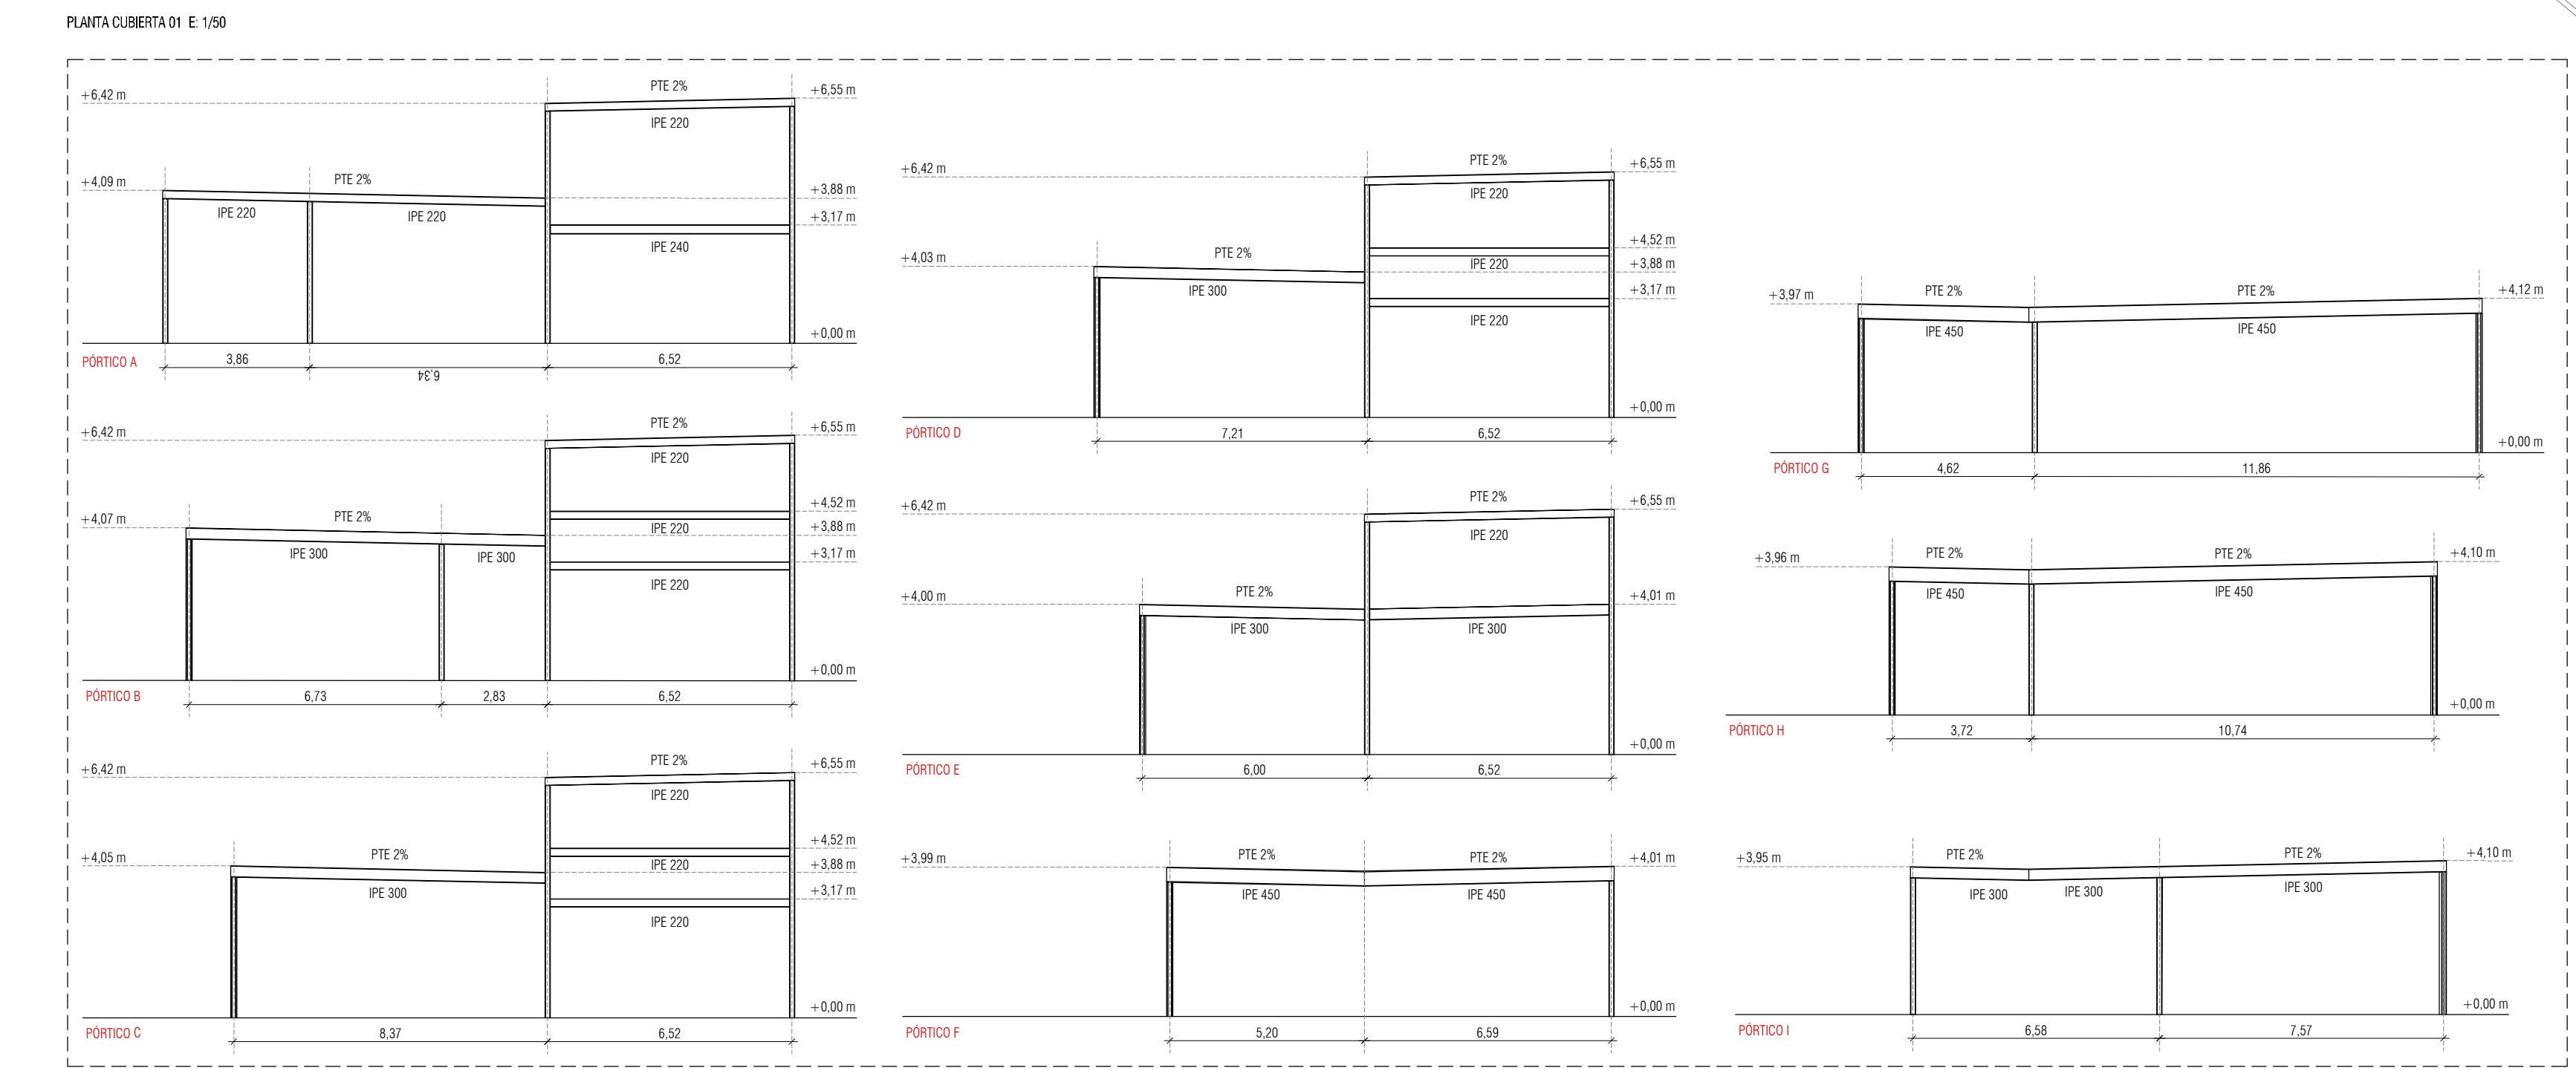 PLANTA CUBIERTA 01 E: 1/50
PTE 2%
+6,42 m
+6,55 m
IPE 220
+4,09 m
PTE 2%
+3,88 m
IPE 220
IPE 220
+3,17 m
IPE 240
+0,00 m
PÓRTICO A
3,86
6,34
6,52
PTE 2%
+6,42 m
+6,55 m
IPE 220
+4,07 m
PTE 2%
+4,52 m
IPE 220
+3,88 m
IPE 300
IPE 300
+3,17 m
IPE 220
+0,00 m
PÓRTICO B
6,73
2,83
6,52
PTE 2%
+6,42 m
+6,55 m
IPE 220
+4,05 m
PTE 2%
+4,52 m
IPE 220
+3,88 m
IPE 300
+3,17 m
IPE 220
+0,00 m
PÓRTICO C
8,37
6,52
PTE 2%
+6,42 m
+6,55 m
IPE 220
+4,03 m
PTE 2%
+4,52 m
IPE 220
+3,88 m
IPE 300
+3,17 m
IPE 220
+0,00 m
PÓRTICO D
7,21
6,52
PTE 2%
+6,42 m
+6,55 m
IPE 220
+4,00 m
PTE 2%
+4,01 m
IPE 300
IPE 300
+0,00 m
PÓRTICO E
6,00
6,52
+3,99 m
PTE 2%
PTE 2%
+4,01 m
IPE 450
IPE 450
+0,00 m
PÓRTICO F
5,20
6,59
+3,97 m
PTE 2%
PTE 2%
+4,12 m
IPE 450
IPE 450
+0,00 m
PÓRTICO G
4,62
11,86
+3,96 m
PTE 2%
PTE 2%
+4,10 m
IPE 450
IPE 450
+0,00 m
PÓRTICO H
3,72
10,74
+3,95 m
PTE 2%
PTE 2%
+4,10 m
IPE 300
IPE 300
IPE 300
+0,00 m
PÓRTICO I
6,58
7,57